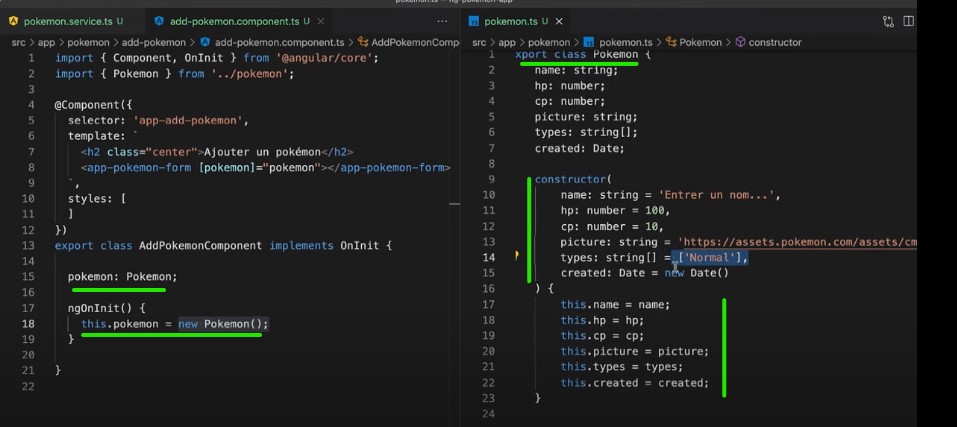 pokemon.ts — ng-pokemon-app
pokemon.service.ts U
add-pokemon.component.ts U ×
...
src > app > pokemon > add-pokemon > add-pokemon.component.ts > AddPokemonComp
1 import { Component, OnInit } from '@angular/core';
2 import { Pokemon } from '../pokemon';
3
4 @Component({
5 selector: 'app-add-pokemon',
6 template: `
7 <h2 class="center">Ajouter un pokémon</h2>
8 <app-pokemon-form [pokemon]="pokemon"></app-pokemon-form>
9 `,
10 styles: [
11 ]
12 })
13 export class AddPokemonComponent implements OnInit {
14
15 pokemon: Pokemon;
16
17 ngOnInit() {
18 this.pokemon = new Pokemon();
19 }
20
21 }
22
TS pokemon.ts U ×
src > app > pokemon > TS pokemon.ts > Pokemon > constructor
1 xport class Pokemon {
2 name: string;
3 hp: number;
4 cp: number;
5 picture: string;
6 types: string[];
7 created: Date;
8
9 constructor(
10 name: string = 'Entrer un nom...',
11 hp: number = 100,
12 cp: number = 10,
13 picture: string = 'https://assets.pokemon.com/assets/cm
14 types: string[] = ['Normal'],
15 created: Date = new Date()
16 ) {
17 this.name = name;
18 this.hp = hp;
19 this.cp = cp;
20 this.picture = picture;
21 this.types = types;
22 this.created = created;
23 }
24